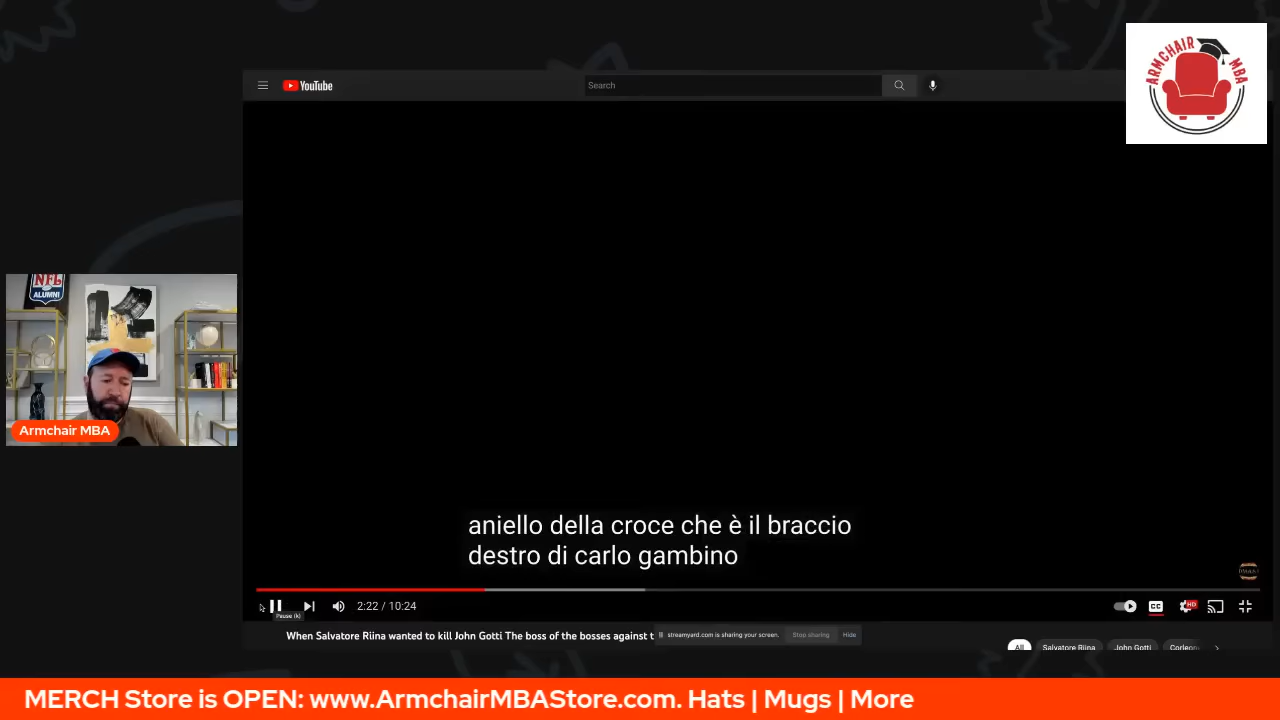 ARMCHAIR MBA
YouTube
Search
NFL
ALUMNI
Armchair MBA
aniello della croce che è il braccio
destro di carlo gambino
2:22 / 10:24
CC
HD
Pause (k)
When Salvatore Riina wanted to kill John Gotti The boss of the bosses against t
streamyard.com is sharing your screen.
Stop sharing
Hide
All
Salvatore Riina
John Gotti
MERCH Store is OPEN: www.ArmchairMBAStore.com. Hats | Mugs | More